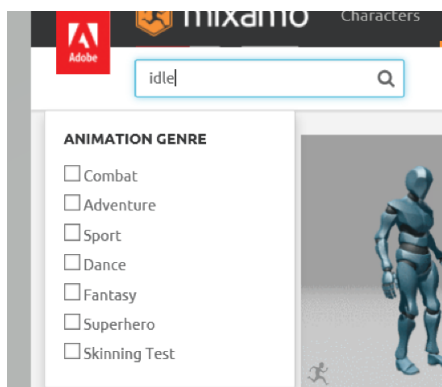 mixamo
Characters
Adobe
idle
ANIMATION GENRE
Combat
Adventure
Sport
Dance
Fantasy
Superhero
Skinning Test